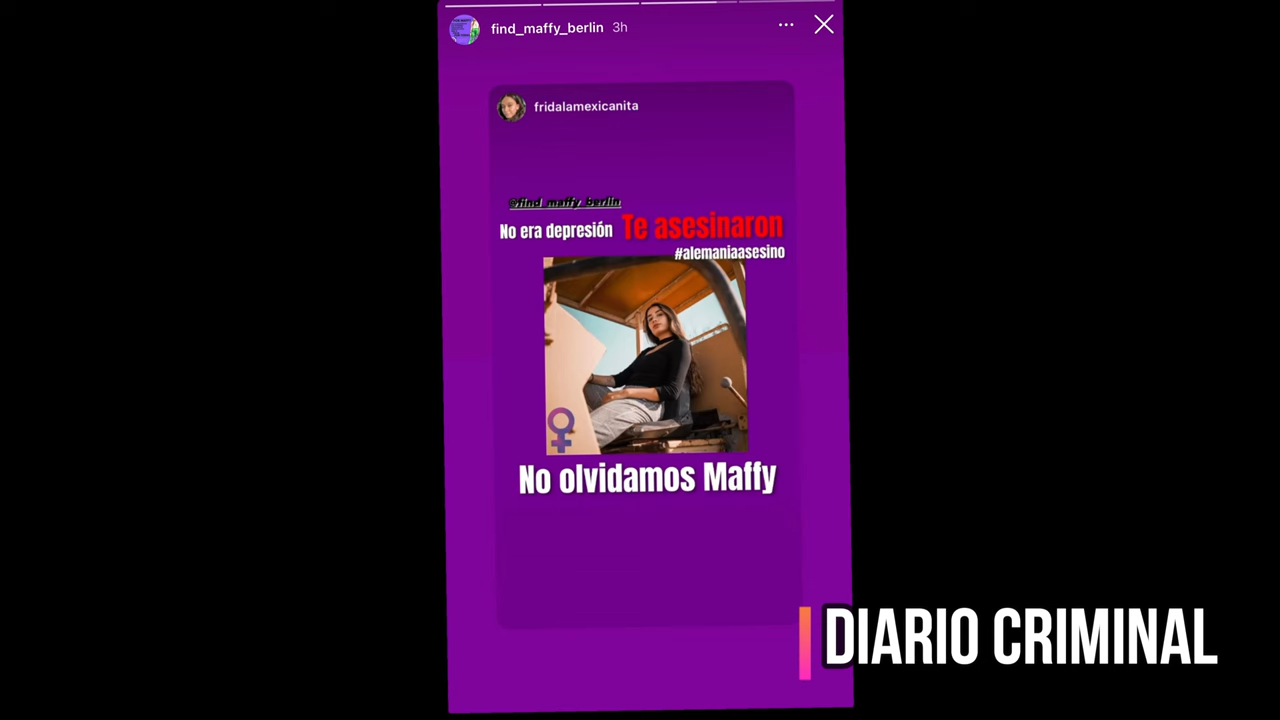 find_maffy_berlin 3h
fridalamexicanita
@find_maffy_berlin
No era depresión Te asesinaron
#alemaniaasesino
No olvidamos Maffy
DIARIO CRIMINAL